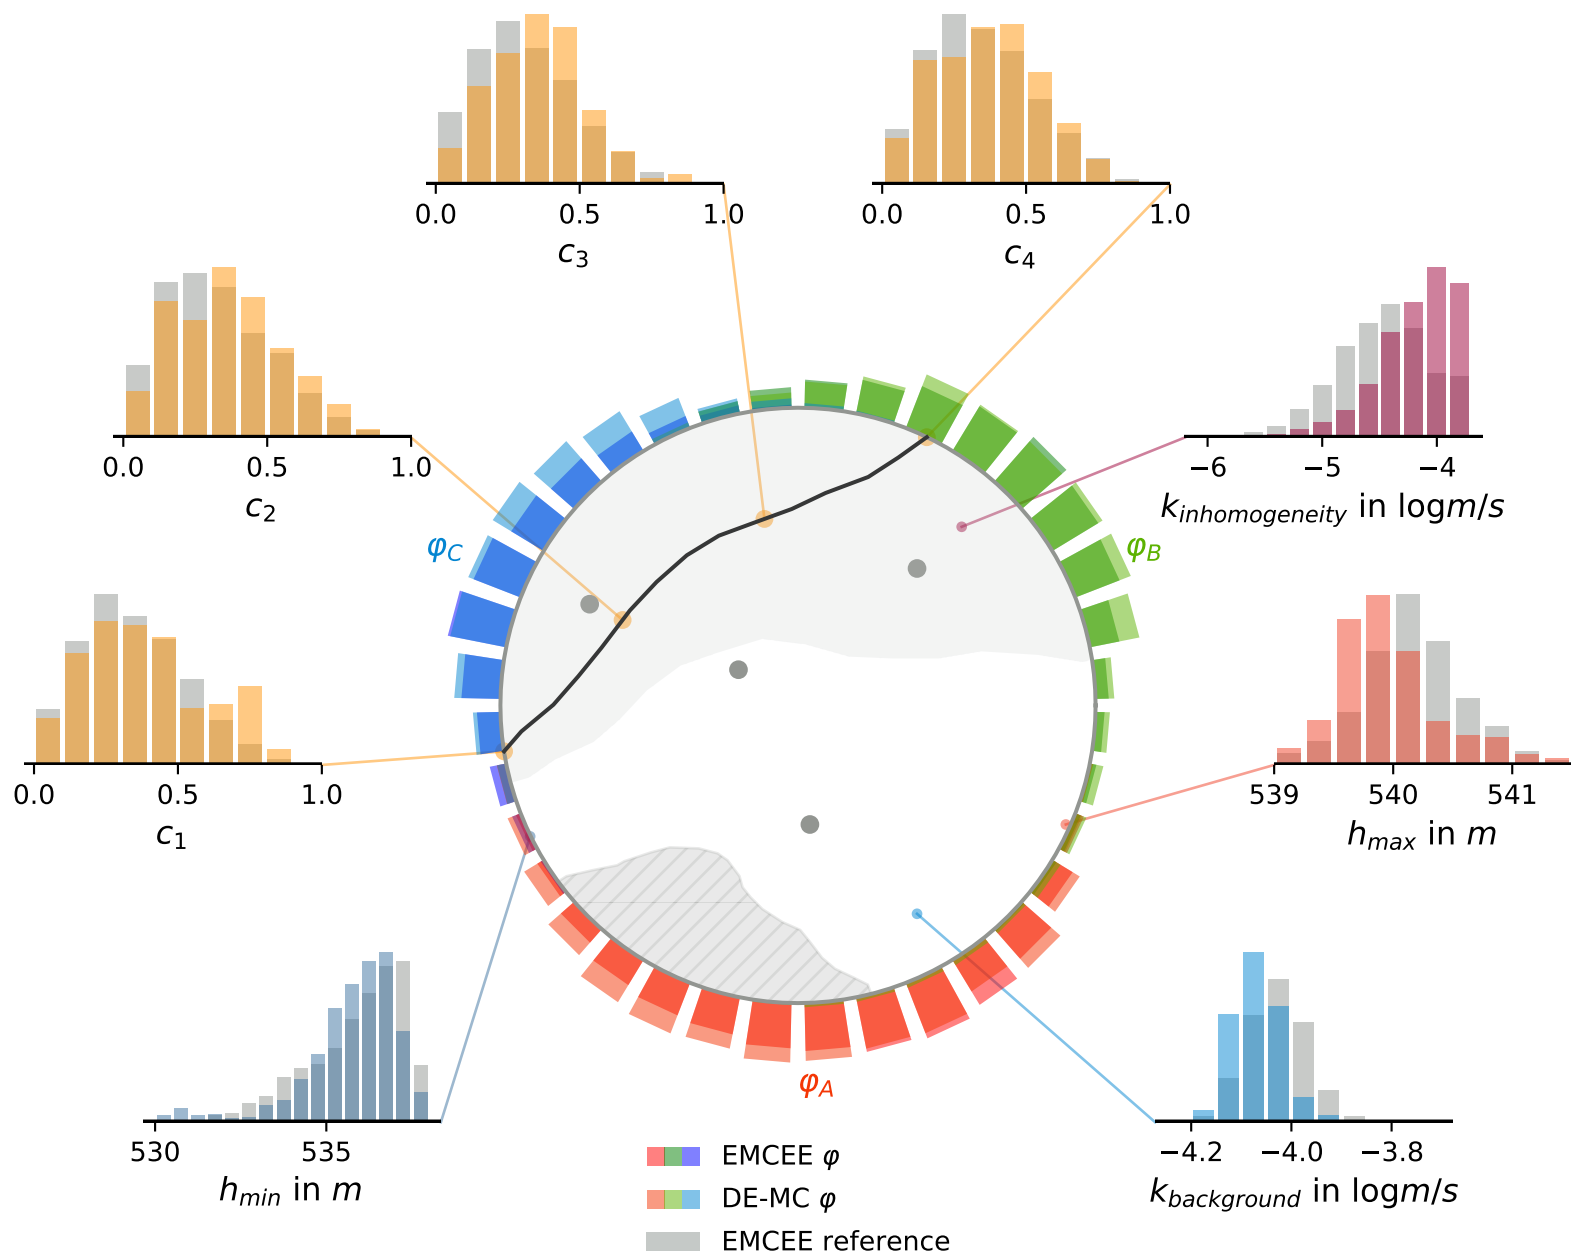 0.0 0.5 1.0
c3
0.0 0.5 1.0
c4
0.0 0.5 1.0
c2
−6 −5 −4
kinhomogeneity in logm/s
φC
φB
0.0 0.5 1.0
c1
539 540 541
hmax in m
φA
530 535
hmin in m
−4.2 −4.0 −3.8
kbackground in logm/s
EMCEE φ
DE-MC φ
EMCEE reference